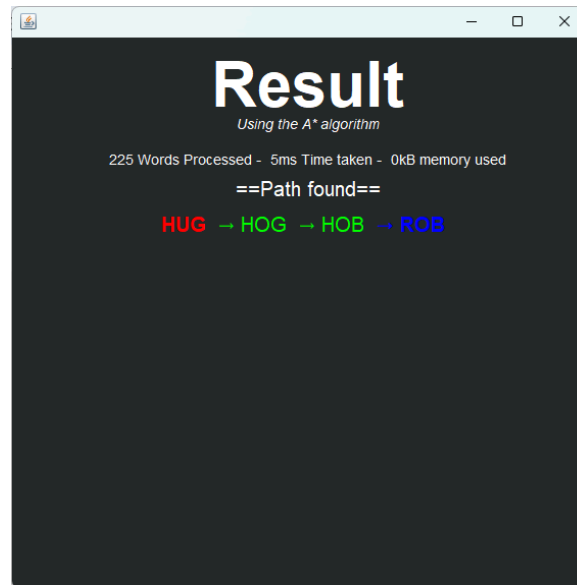 Result
Using the A* algorithm
225 Words Processed - 5ms Time taken - 0kB memory used
==Path found==
HUG → HOG → HOB → ROB